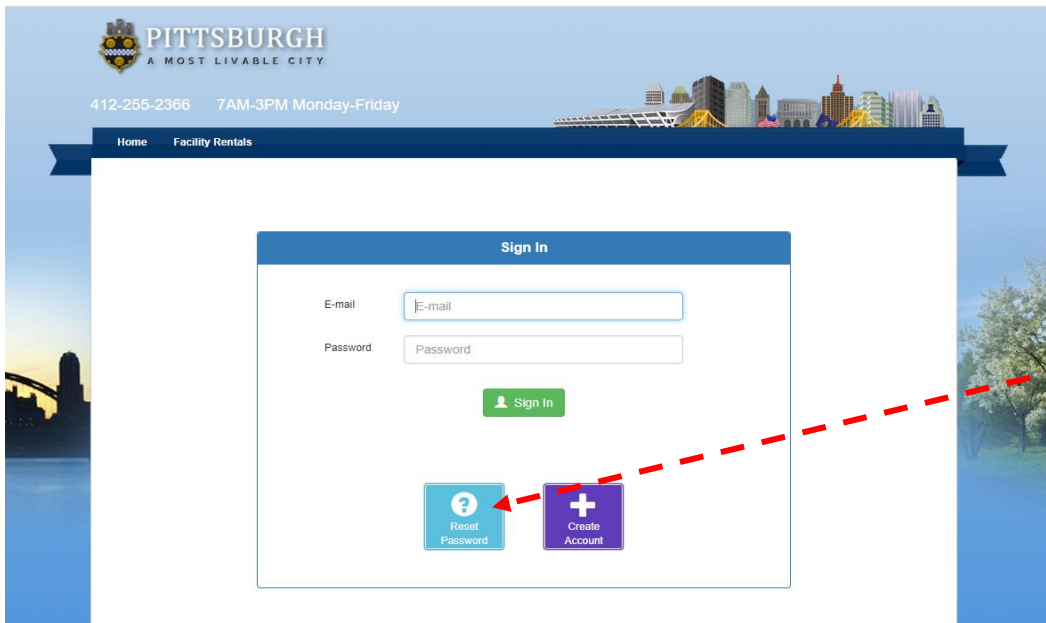 PITTSBURGH
A MOST LIVABLE CITY
412-255-2366 7AM-3PM Monday-Friday
Home Facility Rentals
Sign In
E-mail E-mail
Password Password
Sign In
Reset
Password
Create
Account